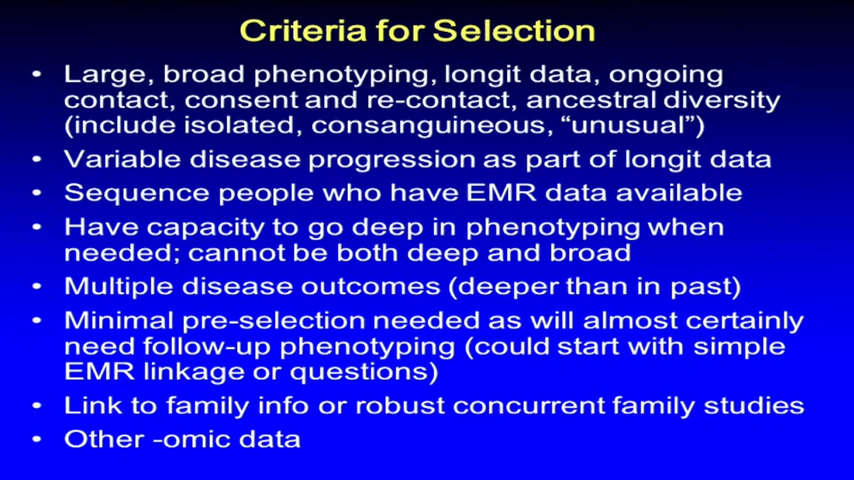 Criteria for Selection
• Large, broad phenotyping, longit data, ongoing
contact, consent and re-contact, ancestral diversity
(include isolated, consanguineous, “unusual”)
• Variable disease progression as part of longit data
• Sequence people who have EMR data available
• Have capacity to go deep in phenotyping when
needed; cannot be both deep and broad
• Multiple disease outcomes (deeper than in past)
• Minimal pre-selection needed as will almost certainly
need follow-up phenotyping (could start with simple
EMR linkage or questions)
• Link to family info or robust concurrent family studies
• Other -omic data